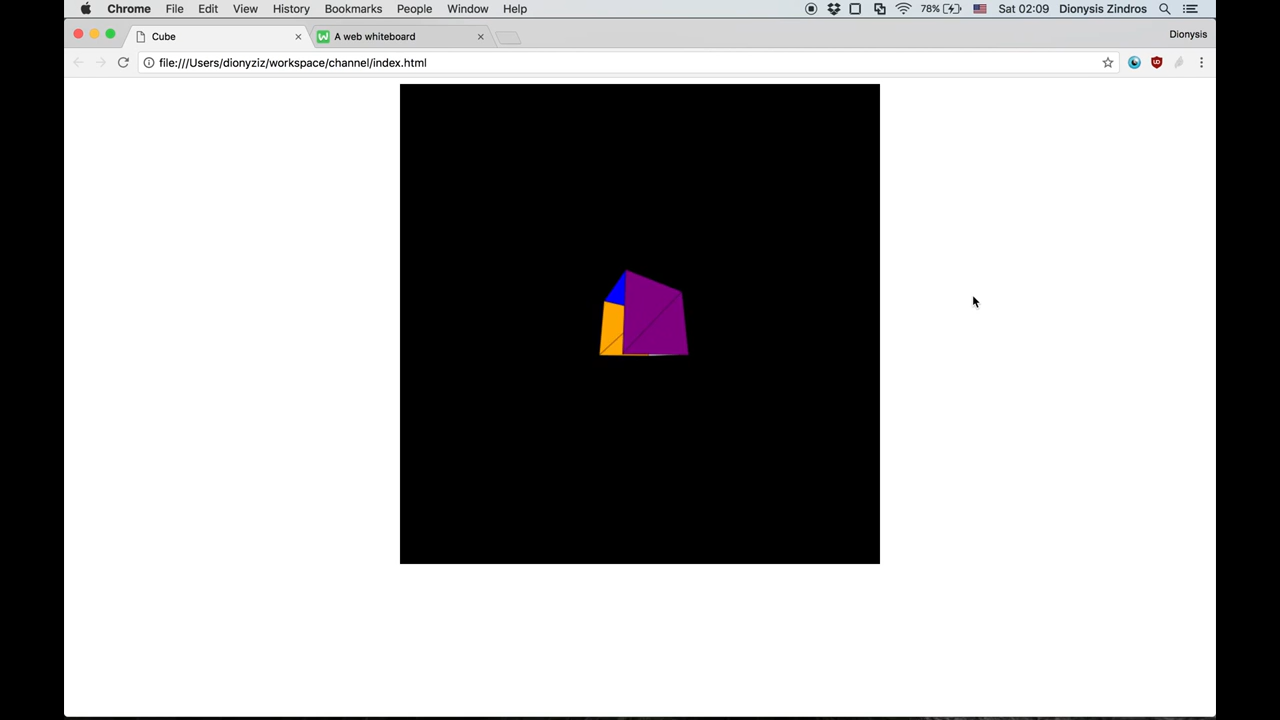 Chrome File Edit View History Bookmarks People Window Help 78% Sat 02:09 Dionysis Zindros
Cube A web whiteboard Dionysis
file:///Users/dionyziz/workspace/channel/index.html